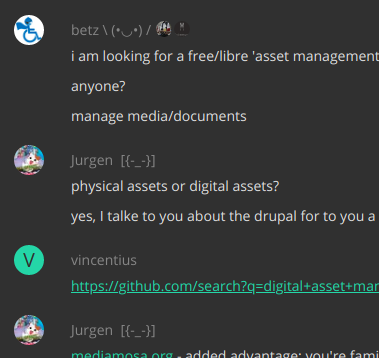 betz \ (•◡•) /
i am looking for a free/libre 'asset management
anyone?
manage media/documents
Jurgen [{-_-}]
physical assets or digital assets?
yes, I talke to you about the drupal for to you a
V
vincentius
https://github.com/search?q=digital+asset+man
Jurgen [{-_-}]
mediamosa.org - added advantage: you're fami